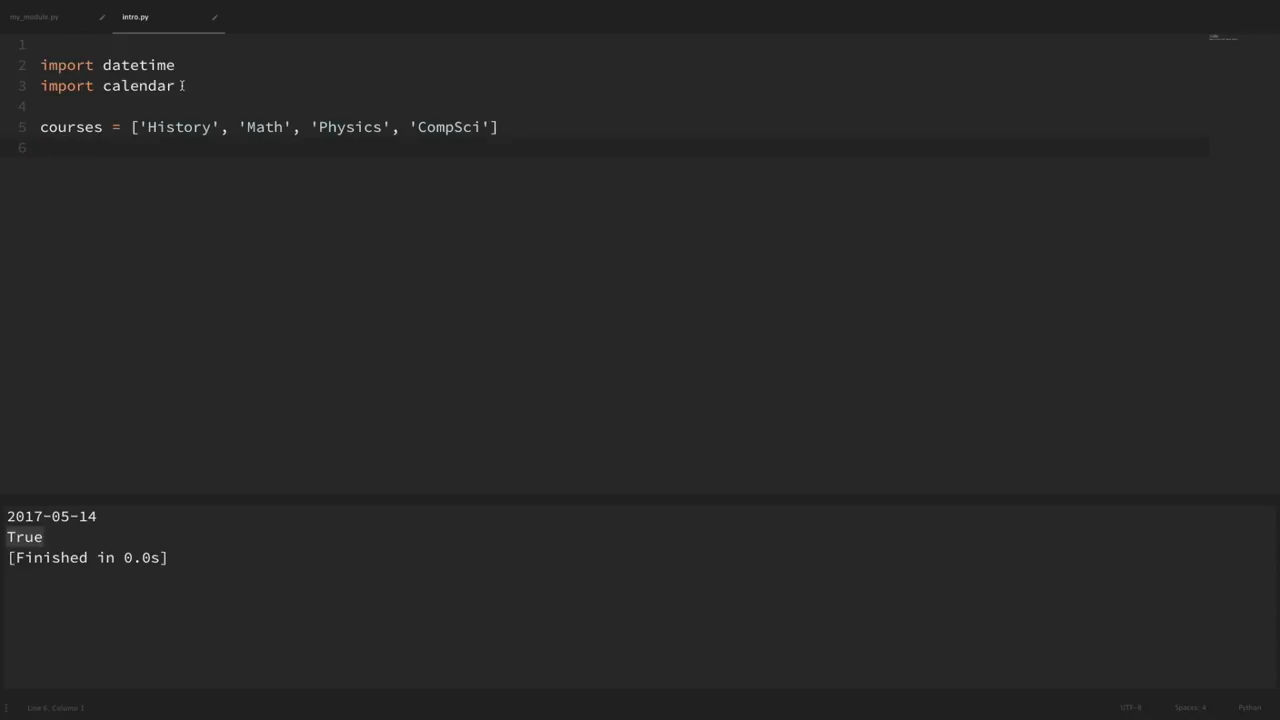 my_module.py intro.py
1
2 import datetime
3 import calendar
4
5 courses = ['History', 'Math', 'Physics', 'CompSci']
6
2017-05-14
True
[Finished in 0.0s]
Line 6, Column 1 UTF-8 Spaces: 4 Python